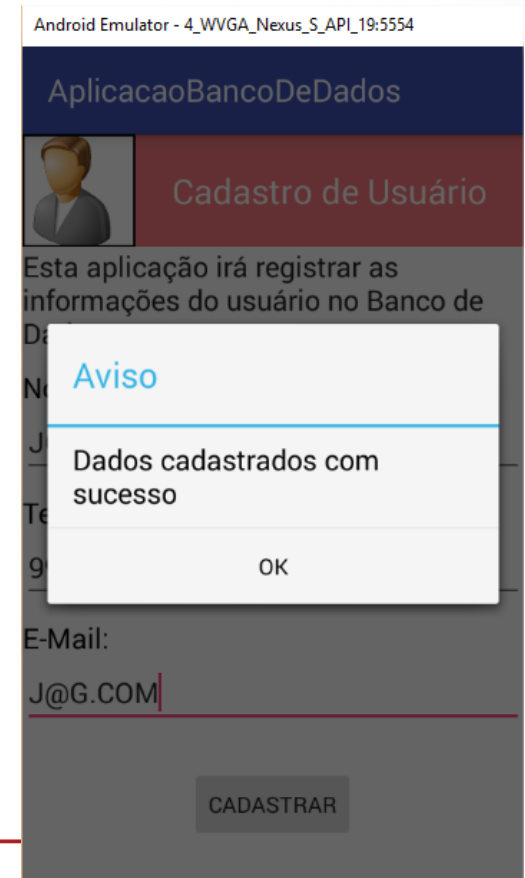 Android Emulator - 4_WVGA_Nexus_S_API_19:5554
AplicacaoBancoDeDados
Cadastro de Usuário
Esta aplicação irá registrar as
informações do usuário no Banco de
Aviso
Dados cadastrados com
sucesso
OK
E-Mail:
J@G.COM
CADASTRAR